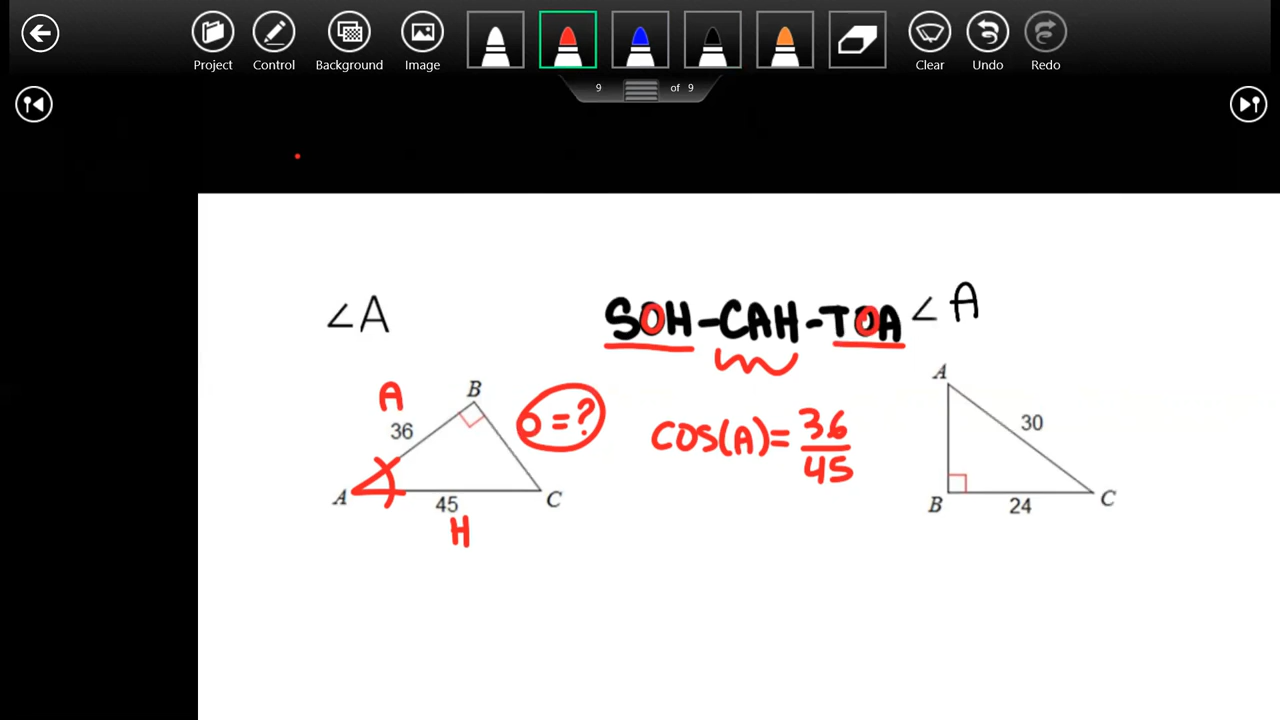 Project Control Background Image Clear Undo Redo
9 of 9
∠A
SOH-CAH-TOA ∠A
A B O = ?
36
A 45 C
H
COS(A) = 36/45
A
30
B 24 C